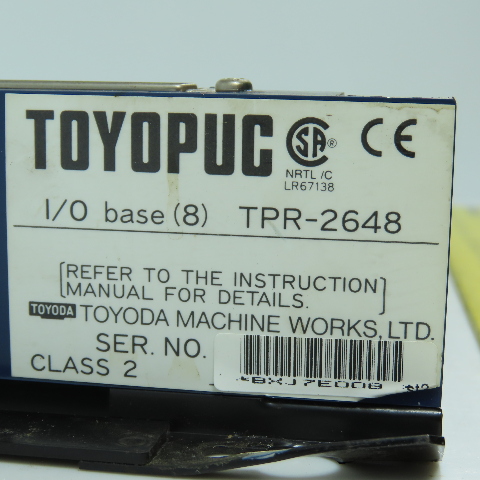 TOYOPUC SA ® CE
NRTL/C
LR67138
I/O base (8) TPR-2648
[REFER TO THE INSTRUCTION
MANUAL FOR DETAILS.]
TOYODA TOYODA MACHINE WORKS, LTD.
SER. NO.
CLASS 2